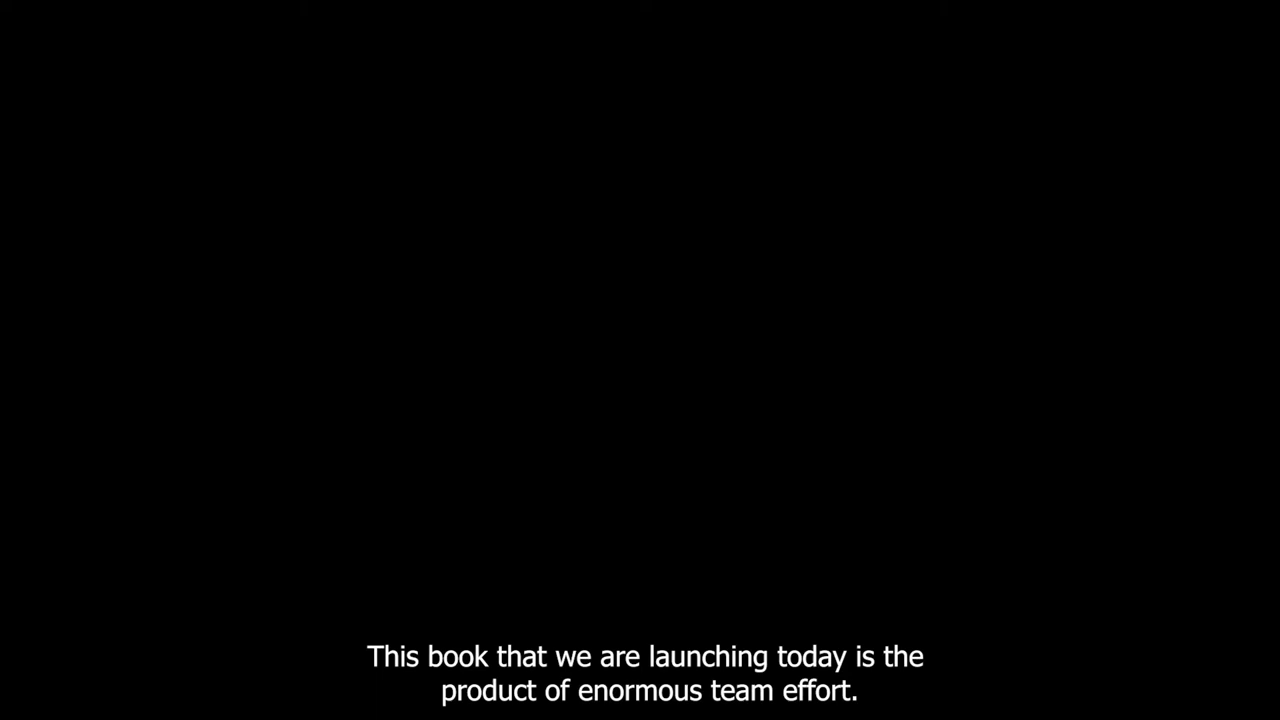 This book that we are launching today is the
product of enormous team effort.